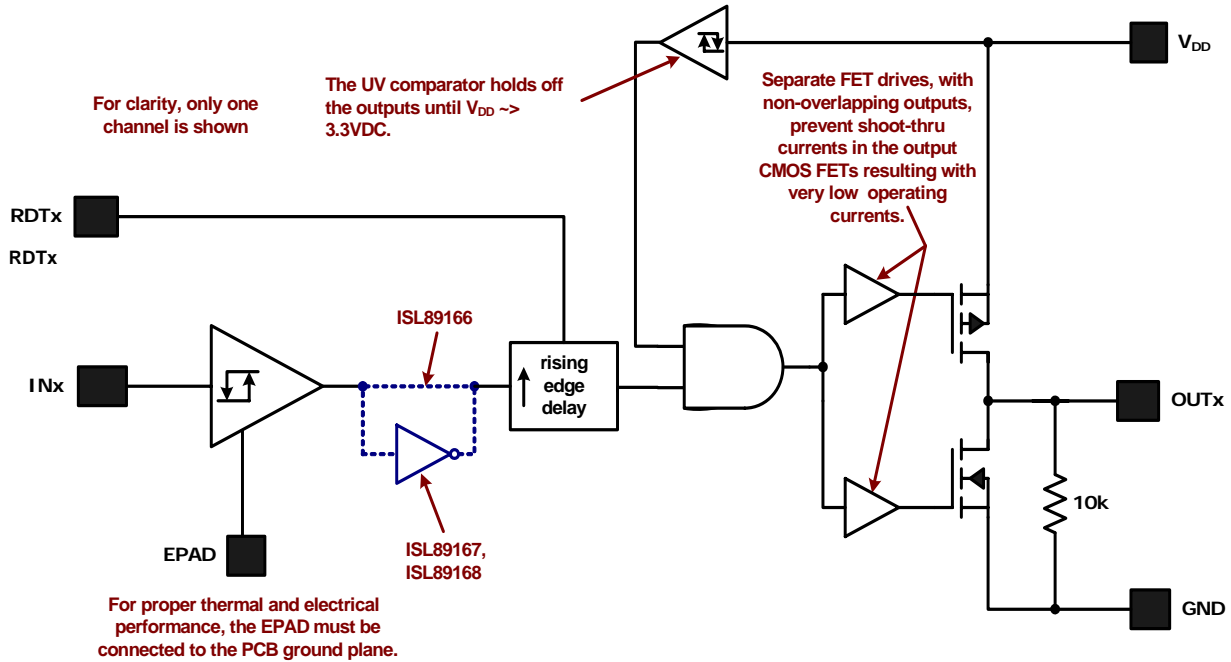 V_DD
The UV comparator holds off
the outputs until V_DD ~>
3.3VDC.
For clarity, only one
channel is shown
Separate FET drives, with
non-overlapping outputs,
prevent shoot-thru
currents in the output
CMOS FETs resulting with
very low operating
currents.
RDTx
RDTx
ISL89166
rising
edge
delay
INx
OUTx
10k
EPAD
ISL89167,
ISL89168
GND
For proper thermal and electrical
performance, the EPAD must be
connected to the PCB ground plane.